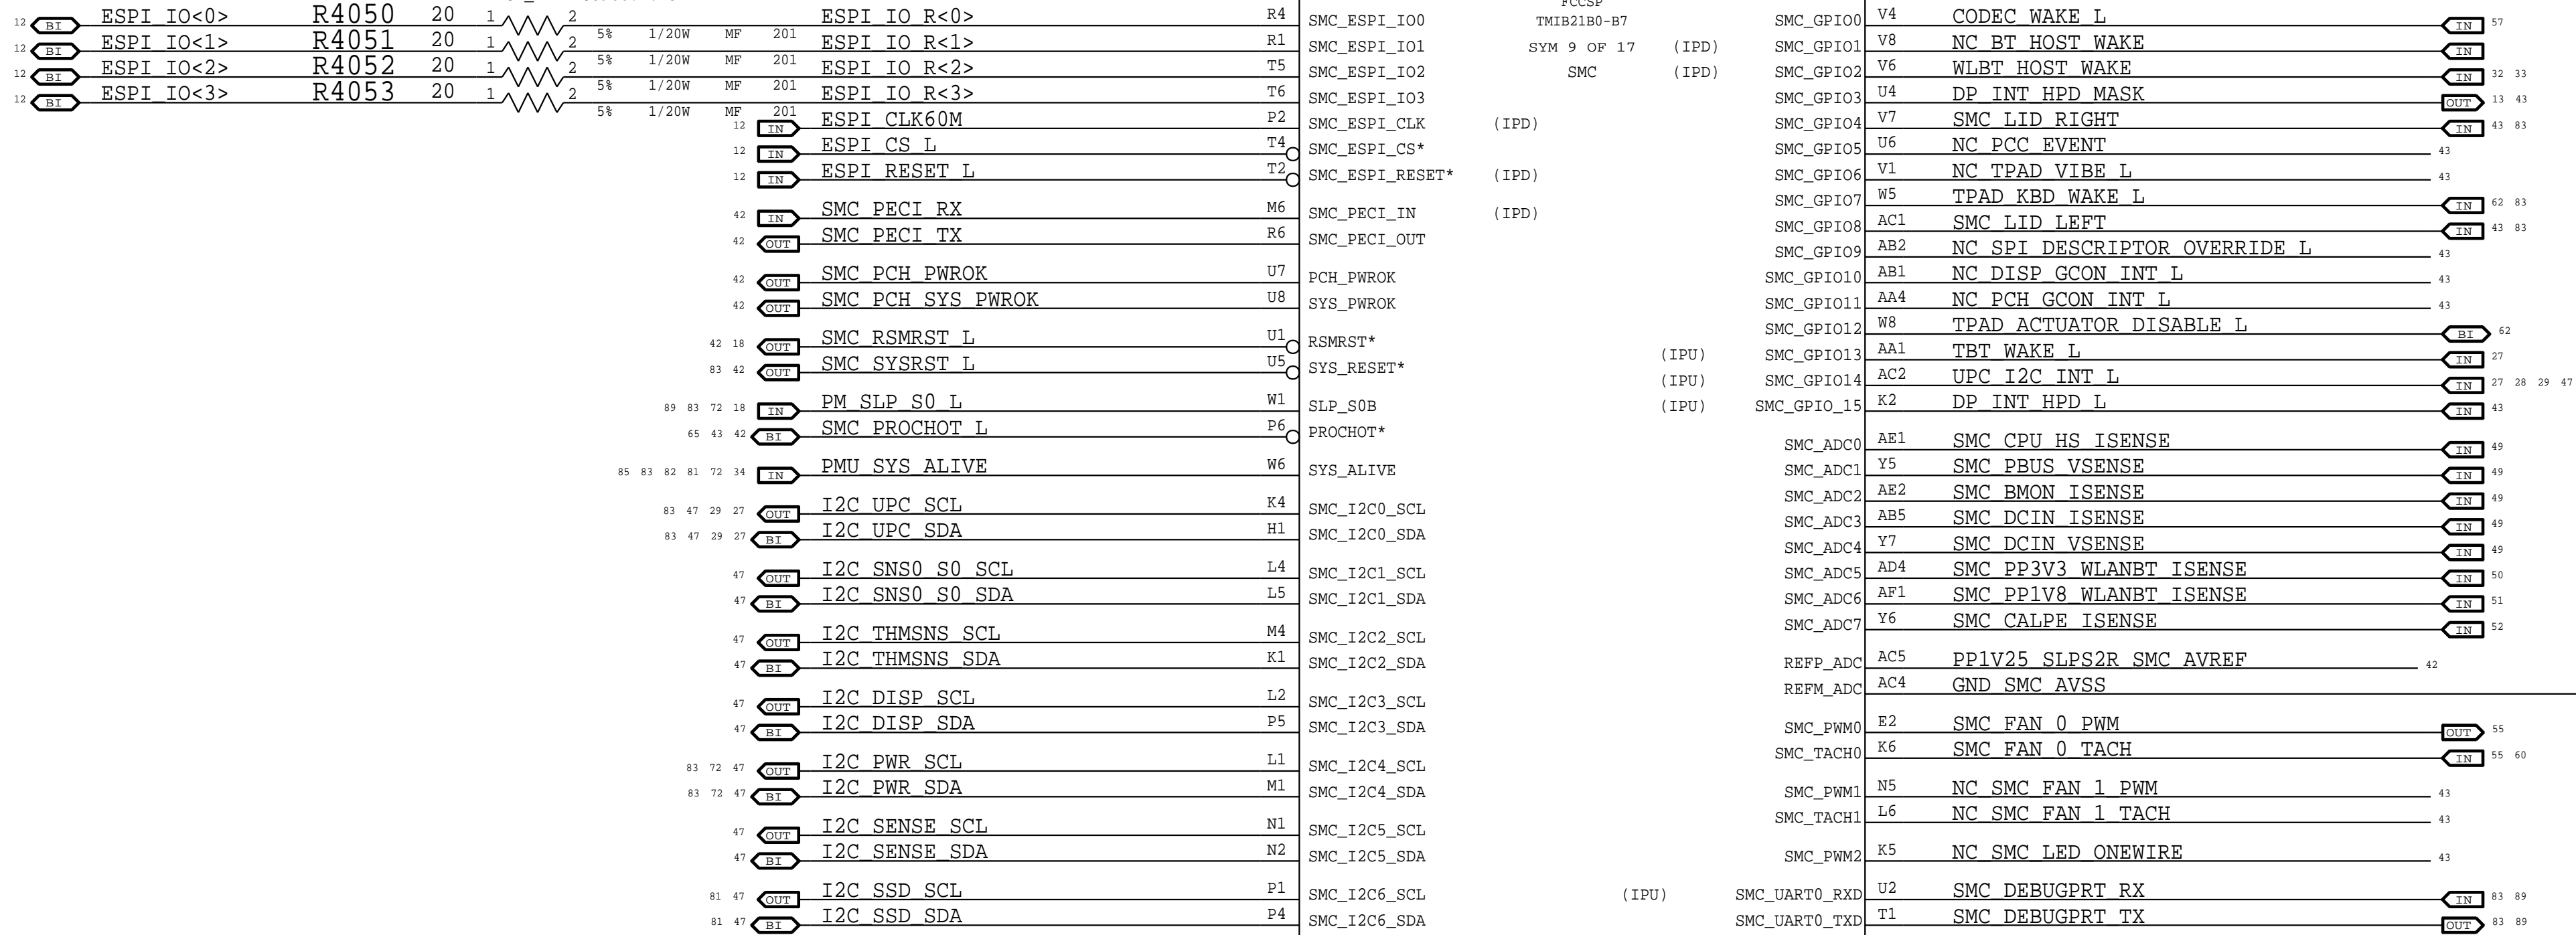 FCCSP
TMIB21B0-B7
SYM 9 OF 17
SMC
12 BI ESPI_IO<0> R4050 20 1 2 ESPI_IO_R<0> R4 SMC_ESPI_IO0
5% 1/20W MF 201
12 BI ESPI_IO<1> R4051 20 1 2 ESPI_IO_R<1> R1 SMC_ESPI_IO1
5% 1/20W MF 201
12 BI ESPI_IO<2> R4052 20 1 2 ESPI_IO_R<2> T5 SMC_ESPI_IO2
5% 1/20W MF 201
12 BI ESPI_IO<3> R4053 20 1 2 ESPI_IO_R<3> T6 SMC_ESPI_IO3
5% 1/20W MF 201
12 IN ESPI_CLK60M P2 SMC_ESPI_CLK (IPD)
12 IN ESPI_CS_L T4 SMC_ESPI_CS*
12 IN ESPI_RESET_L T2 SMC_ESPI_RESET* (IPD)
42 IN SMC_PECI_RX M6 SMC_PECI_IN (IPD)
42 OUT SMC_PECI_TX R6 SMC_PECI_OUT
42 OUT SMC_PCH_PWROK U7 PCH_PWROK
42 OUT SMC_PCH_SYS_PWROK U8 SYS_PWROK
42 18 OUT SMC_RSMRST_L U1 RSMRST*
83 42 OUT SMC_SYSRST_L U5 SYS_RESET*
89 83 72 18 IN PM_SLP_S0_L W1 SLP_S0B
65 43 42 BI SMC_PROCHOT_L P6 PROCHOT*
85 83 82 81 72 34 IN PMU_SYS_ALIVE W6 SYS_ALIVE
83 47 29 27 OUT I2C_UPC_SCL K4 SMC_I2C0_SCL
83 47 29 27 BI I2C_UPC_SDA H1 SMC_I2C0_SDA
47 OUT I2C_SNS0_S0_SCL L4 SMC_I2C1_SCL
47 BI I2C_SNS0_S0_SDA L5 SMC_I2C1_SDA
47 OUT I2C_THMSNS_SCL M4 SMC_I2C2_SCL
47 BI I2C_THMSNS_SDA K1 SMC_I2C2_SDA
47 OUT I2C_DISP_SCL L2 SMC_I2C3_SCL
47 BI I2C_DISP_SDA P5 SMC_I2C3_SDA
83 72 47 OUT I2C_PWR_SCL L1 SMC_I2C4_SCL
83 72 47 BI I2C_PWR_SDA M1 SMC_I2C4_SDA
47 OUT I2C_SENSE_SCL N1 SMC_I2C5_SCL
47 BI I2C_SENSE_SDA N2 SMC_I2C5_SDA
81 47 OUT I2C_SSD_SCL P1 SMC_I2C6_SCL
81 47 BI I2C_SSD_SDA P4 SMC_I2C6_SDA
SMC_GPIO0 V4 CODEC_WAKE_L IN 57
(IPD) SMC_GPIO1 V8 NC_BT_HOST_WAKE IN
(IPD) SMC_GPIO2 V6 WLBT_HOST_WAKE IN 32 33
SMC_GPIO3 U4 DP_INT_HPD_MASK OUT 13 43
SMC_GPIO4 V7 SMC_LID_RIGHT IN 43 83
SMC_GPIO5 U6 NC_PCC_EVENT 43
SMC_GPIO6 V1 NC_TPAD_VIBE_L 43
SMC_GPIO7 W5 TPAD_KBD_WAKE_L IN 62 83
SMC_GPIO8 AC1 SMC_LID_LEFT IN 43 83
SMC_GPIO9 AB2 NC_SPI_DESCRIPTOR_OVERRIDE_L 43
SMC_GPIO10 AB1 NC_DISP_GCON_INT_L 43
SMC_GPIO11 AA4 NC_PCH_GCON_INT_L 43
SMC_GPIO12 W8 TPAD_ACTUATOR_DISABLE_L BI 62
(IPU) SMC_GPIO13 AA1 TBT_WAKE_L IN 27
(IPU) SMC_GPIO14 AC2 UPC_I2C_INT_L IN 27 28 29 47
(IPU) SMC_GPIO_15 K2 DP_INT_HPD_L IN 43
SMC_ADC0 AE1 SMC_CPU_HS_ISENSE IN 49
SMC_ADC1 Y5 SMC_PBUS_VSENSE IN 49
SMC_ADC2 AE2 SMC_BMON_ISENSE IN 49
SMC_ADC3 AB5 SMC_DCIN_ISENSE IN 49
SMC_ADC4 Y7 SMC_DCIN_VSENSE IN 49
SMC_ADC5 AD4 SMC_PP3V3_WLANBT_ISENSE IN 50
SMC_ADC6 AF1 SMC_PP1V8_WLANBT_ISENSE IN 51
SMC_ADC7 Y6 SMC_CALPE_ISENSE IN 52
REFP_ADC AC5 PP1V25_SLPS2R_SMC_AVREF 42
REFM_ADC AC4 GND_SMC_AVSS
SMC_PWM0 E2 SMC_FAN_0_PWM OUT 55
SMC_TACH0 K6 SMC_FAN_0_TACH IN 55 60
SMC_PWM1 N5 NC_SMC_FAN_1_PWM 43
SMC_TACH1 L6 NC_SMC_FAN_1_TACH 43
SMC_PWM2 K5 NC_SMC_LED_ONEWIRE 43
(IPU) SMC_UART0_RXD U2 SMC_DEBUGPRT_RX IN 83 89
SMC_UART0_TXD T1 SMC_DEBUGPRT_TX OUT 83 89